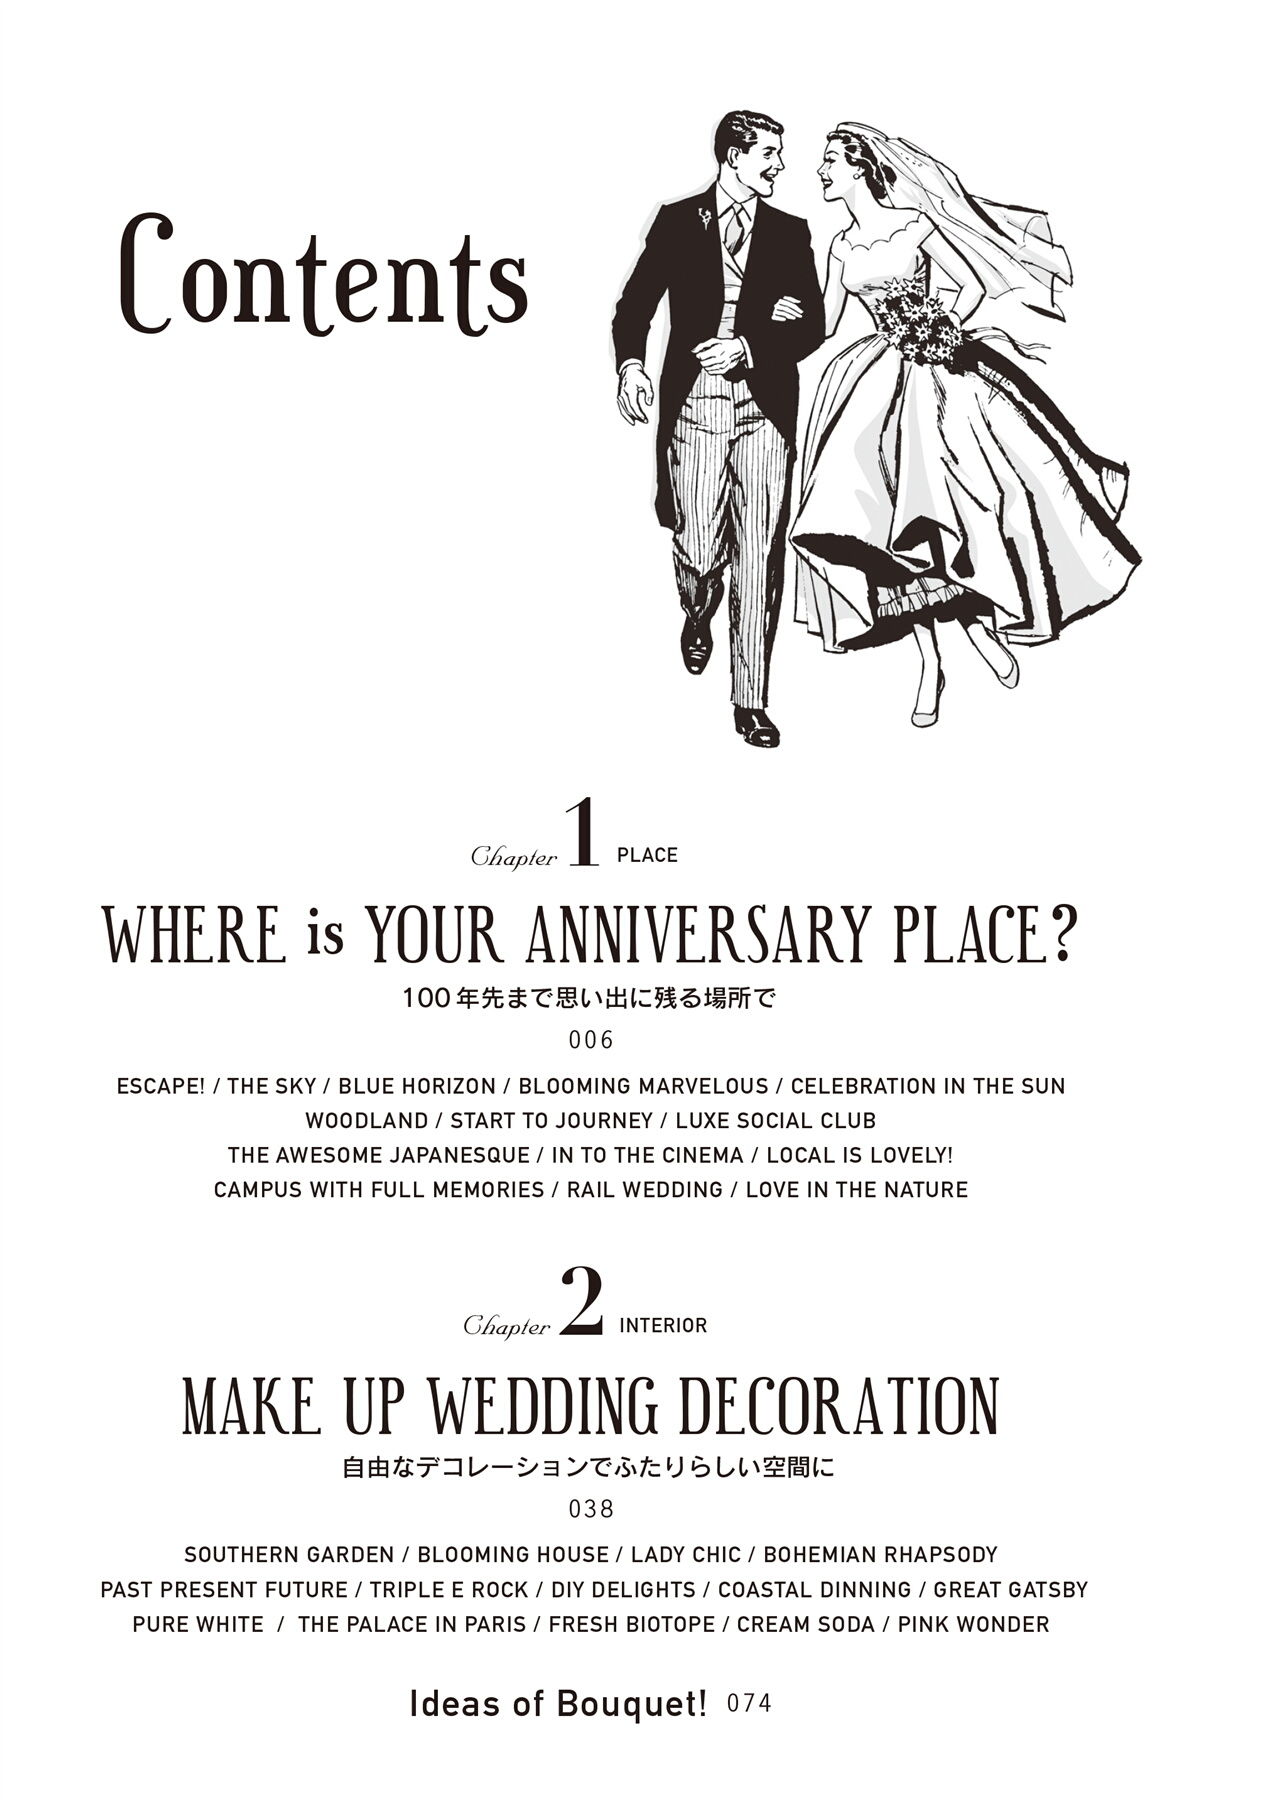 Contents
Chapter 1 PLACE
WHERE is YOUR ANNIVERSARY PLACE?
100年先まで思い出に残る場所で
006
ESCAPE! / THE SKY / BLUE HORIZON / BLOOMING MARVELOUS / CELEBRATION IN THE SUN
WOODLAND / START TO JOURNEY / LUXE SOCIAL CLUB
THE AWESOME JAPANESQUE / IN TO THE CINEMA / LOCAL IS LOVELY!
CAMPUS WITH FULL MEMORIES / RAIL WEDDING / LOVE IN THE NATURE
Chapter 2 INTERIOR
MAKE UP WEDDING DECORATION
自由なデコレーションでふたりらしい空間に
038
SOUTHERN GARDEN / BLOOMING HOUSE / LADY CHIC / BOHEMIAN RHAPSODY
PAST PRESENT FUTURE / TRIPLE E ROCK / DIY DELIGHTS / COASTAL DINNING / GREAT GATSBY
PURE WHITE / THE PALACE IN PARIS / FRESH BIOTOPE / CREAM SODA / PINK WONDER
Ideas of Bouquet! 074